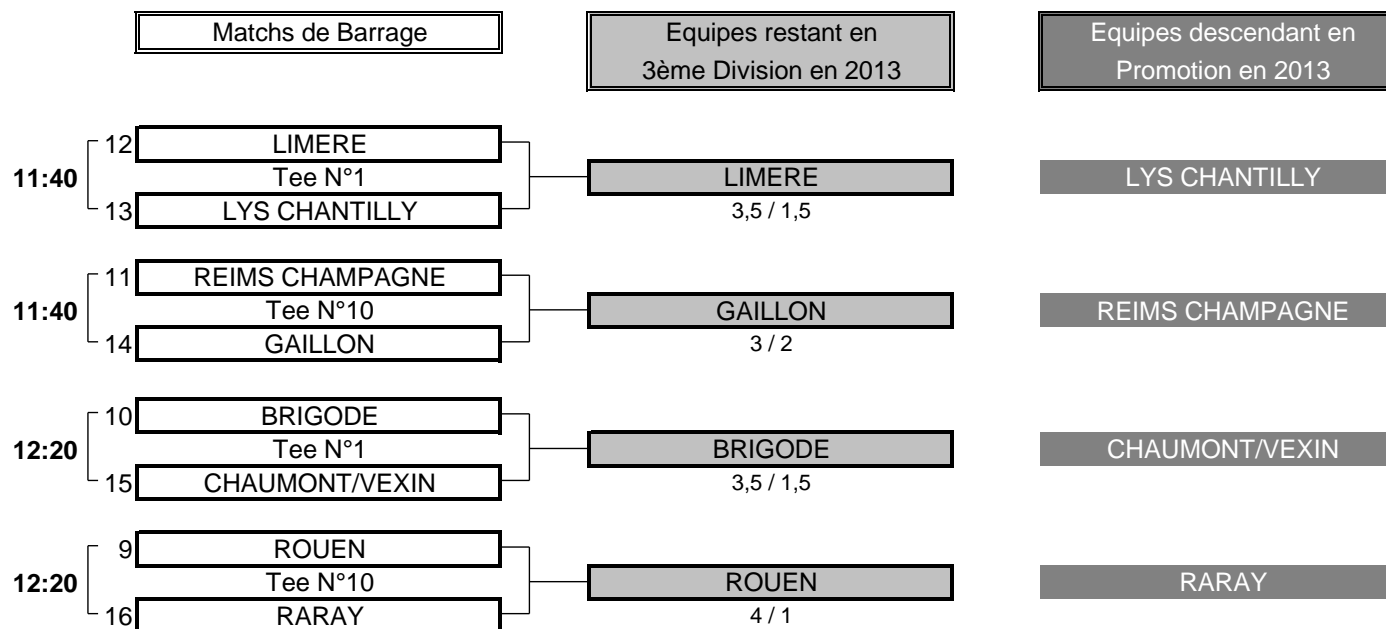 Matchs de Barrage
Equipes restant en
3ème Division en 2013
Equipes descendant en
Promotion en 2013
12 LIMERE
11:40 Tee N°1 LIMERE LYS CHANTILLY
13 LYS CHANTILLY 3,5 / 1,5
11 REIMS CHAMPAGNE
11:40 Tee N°10 GAILLON REIMS CHAMPAGNE
14 GAILLON 3 / 2
10 BRIGODE
12:20 Tee N°1 BRIGODE CHAUMONT/VEXIN
15 CHAUMONT/VEXIN 3,5 / 1,5
9 ROUEN
12:20 Tee N°10 ROUEN RARAY
16 RARAY 4 / 1